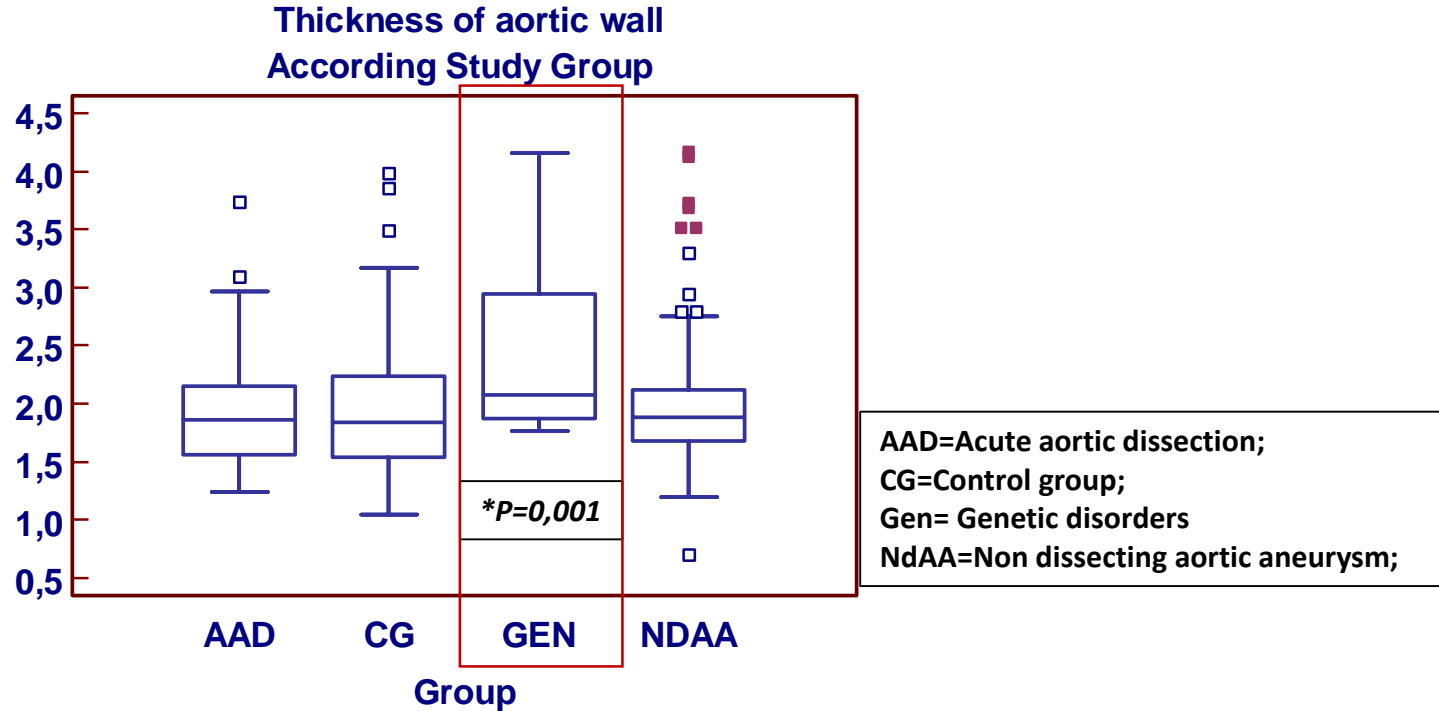 Thickness of aortic wall
According Study Group
4,5
4,0
3,5
3,0
2,5
2,0
1,5
1,0
0,5
*P=0,001
AAD CG GEN NDAA
Group
AAD=Acute aortic dissection;
CG=Control group;
Gen= Genetic disorders
NdAA=Non dissecting aortic aneurysm;